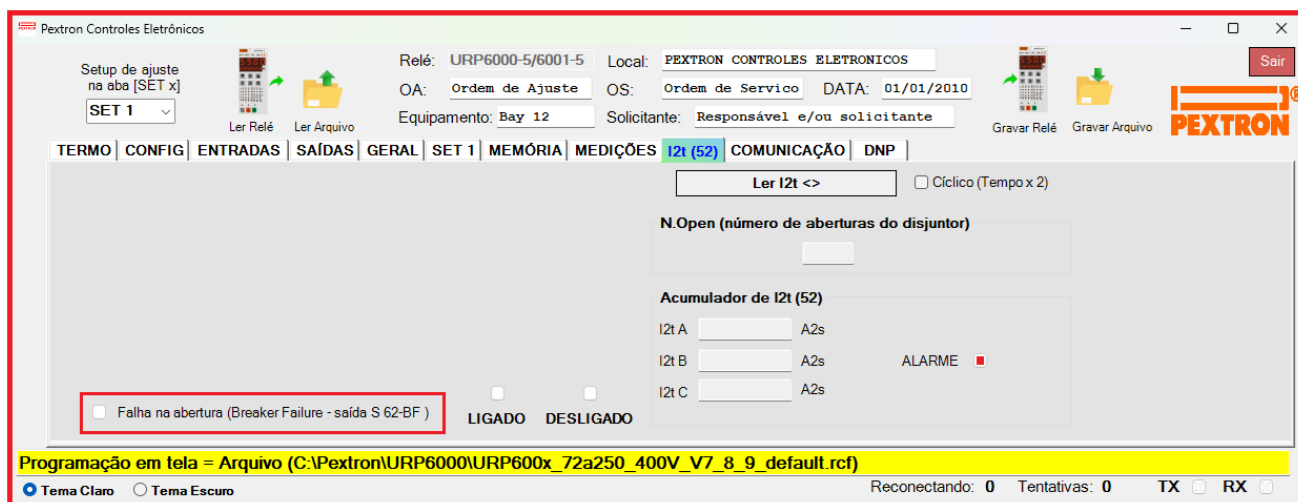 Pextron Controles Eletrônicos
Setup de ajuste
na aba [SET x]
SET 1
Ler Relé
Ler Arquivo
Relé: URP6000-5/6001-5 Local: PEXTRON CONTROLES ELETRONICOS
OA: Ordem de Ajuste OS: Ordem de Servico DATA: 01/01/2010
Equipamento: Bay 12 Solicitante: Responsável e/ou solicitante
Gravar Relé
Gravar Arquivo
Sair
PEXTRON
TERMO CONFIG ENTRADAS SAÍDAS GERAL SET 1 MEMÓRIA MEDIÇÕES I2t (52) COMUNICAÇÃO DNP
Ler I2t <> Cíclico (Tempo x 2)
N.Open (número de aberturas do disjuntor)
Acumulador de I2t (52)
I2t A A2s
I2t B A2s ALARME
I2t C A2s
Falha na abertura (Breaker Failure - saída S 62-BF ) LIGADO DESLIGADO
Programação em tela = Arquivo (C:\Pextron\URP6000\URP600x_72a250_400V_V7_8_9_default.rcf)
Tema Claro Tema Escuro Reconectando: 0 Tentativas: 0 TX RX